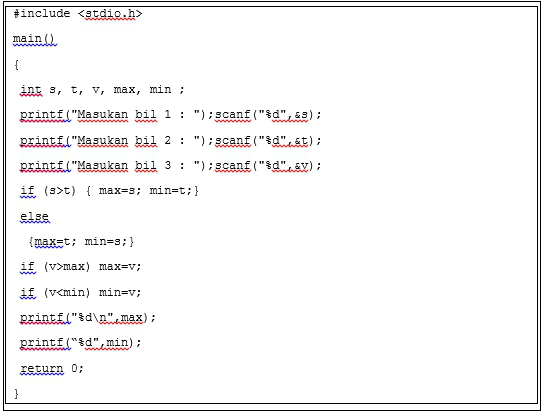 #include <stdio.h>
main()
{
int s, t, v, max, min ;
printf("Masukan bil 1 : ");scanf("%d",&s);
printf("Masukan bil 2 : ");scanf("%d",&t);
printf("Masukan bil 3 : ");scanf("%d",&v);
if (s>t) { max=s; min=t;}
else
{max=t; min=s;}
if (v>max) max=v;
if (v<min) min=v;
printf("%d\n",max);
printf(“%d",min);
return 0;
}